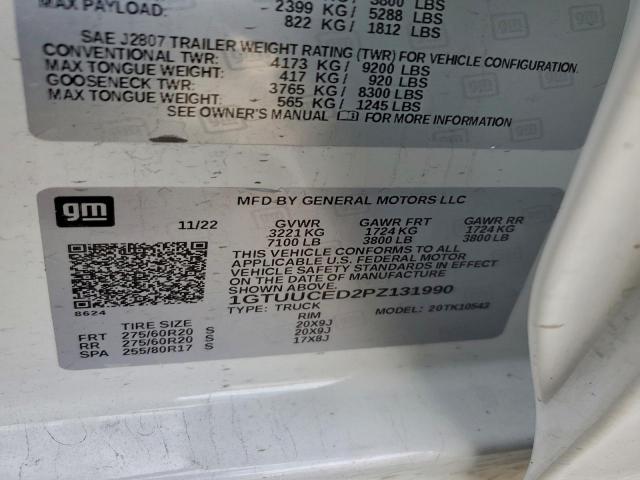 MAX PAYLOAD: 2399 KG/ 5288 LBS
822 KG/ 1812 LBS
SAE J2807 TRAILER WEIGHT RATING (TWR) FOR VEHICLE CONFIGURATION.
CONVENTIONAL TWR: 4173 KG/ 9200 LBS
MAX TONGUE WEIGHT: 417 KG/ 920 LBS
GOOSENECK TWR: 3765 KG/ 8300 LBS
MAX TONGUE WEIGHT: 565 KG/ 1245 LBS
SEE OWNER'S MANUAL FOR MORE INFORMATION
gm
MFD BY GENERAL MOTORS LLC
11/22 GVWR GAWR FRT GAWR RR
3221 KG 1724 KG 1724 KG
7100 LB 3800 LB 3800 LB
THIS VEHICLE CONFORMS TO ALL
APPLICABLE U.S. FEDERAL MOTOR
VEHICLE SAFETY STANDARDS IN EFFECT
ON THE DATE OF MANUFACTURE SHOWN ABOVE.
1GTUUCED2PZ131990
8624
TYPE: TRUCK MODEL: 20TK10543
TIRE SIZE RIM
FRT 275/60R20 S 20X9J
RR 275/60R20 S 20X9J
SPA 255/80R17 S 17X8J